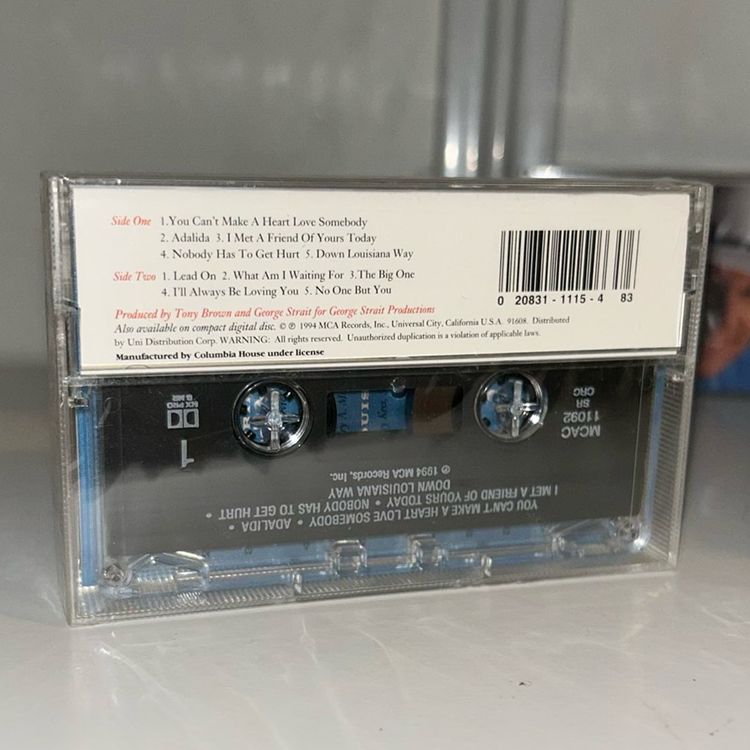 Side One 1.You Can't Make A Heart Love Somebody
2. Adalida 3. I Met A Friend Of Yours Today
4. Nobody Has To Get Hurt 5. Down Louisiana Way
Side Two 1. Lead On 2. What Am I Waiting For 3.The Big One
4. I'll Always Be Loving You 5. No One But You
Produced by Tony Brown and George Strait for George Strait Productions
Also available on compact digital disc. © ℗ 1994 MCA Records, Inc., Universal City, California U.S.A. 91608. Distributed
by Uni Distribution Corp. WARNING: All rights reserved. Unauthorized duplication is a violation of applicable laws.
Manufactured by Columbia House under license
0 20831-1115-4 83
YOU CAN'T MAKE A HEART LOVE SOMEBODY • ADALIDA •
I MET A FRIEND OF YOURS TODAY • NOBODY HAS TO GET HURT •
DOWN LOUISIANA WAY
℗ 1994 MCA Records, Inc.
1
MCAC
11092
SR
CRC
HX PRO